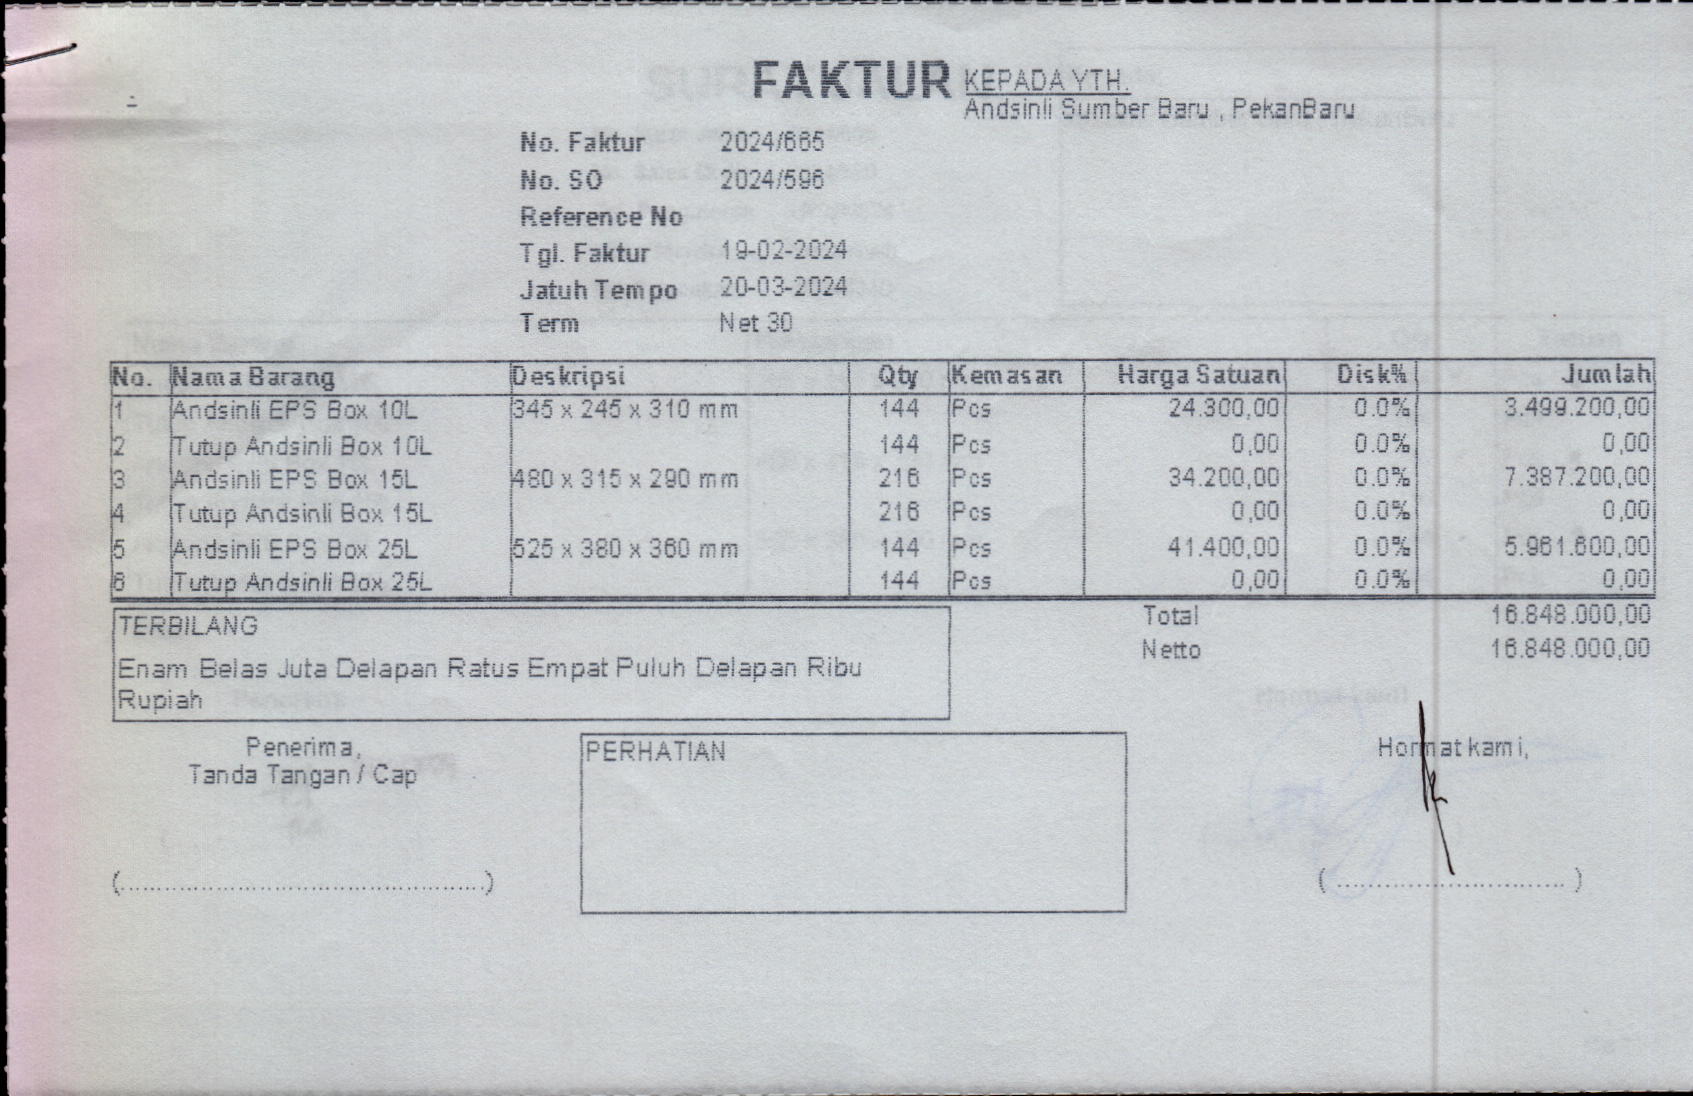 FAKTUR
KEPADA YTH.
Andsinli Sumber Baru , PekanBaru
No. Faktur 2024/665
No. SO 2024/596
Reference No
Tgl. Faktur 19-02-2024
Jatuh Tempo 20-03-2024
Term Net 30
No. Nama Barang Deskripsi Qty Kemasan Harga Satuan Disk% Jumlah
1 Andsinli EPS Box 10L 345 x 245 x 310 mm 144 Pcs 24.300,00 0.0% 3.499.200,00
2 Tutup Andsinli Box 10L 144 Pcs 0,00 0.0% 0,00
3 Andsinli EPS Box 15L 480 x 315 x 290 mm 216 Pcs 34.200,00 0.0% 7.387.200,00
4 Tutup Andsinli Box 15L 216 Pcs 0,00 0.0% 0,00
5 Andsinli EPS Box 25L 525 x 380 x 360 mm 144 Pcs 41.400,00 0.0% 5.961.600,00
6 Tutup Andsinli Box 25L 144 Pcs 0,00 0.0% 0,00
Total 16.848.000,00
Netto 16.848.000,00
TERBILANG
Enam Belas Juta Delapan Ratus Empat Puluh Delapan Ribu
Rupiah
Penerima,
Tanda Tangan / Cap
PERHATIAN
Hormat kami,